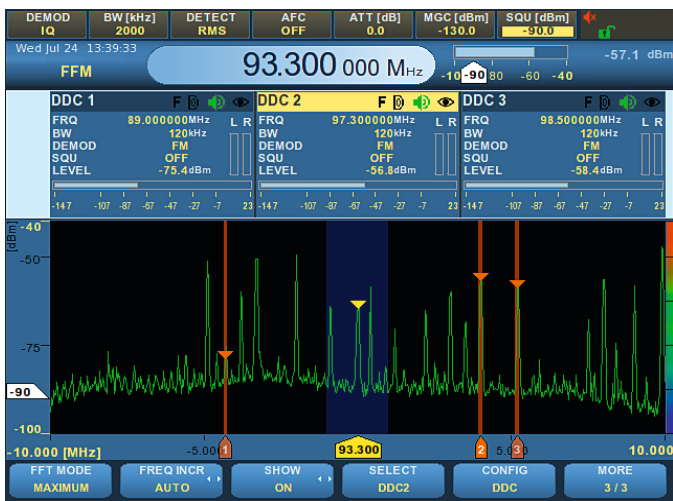 DEMOD BW [kHz] DETECT AFC ATT [dB] MGC [dBm] SQU [dBm]
IQ 2000 RMS OFF 0.0 -130.0 -90.0
Wed Jul 24 13:39:33
FFM 93.300 000 MHz -57.1 dBm
-90 80 -60 -40
DDC 1 F D DDC 2 F D DDC 3 F D
FRQ 89.000000MHz L R FRQ 97.300000MHz L R FRQ 98.500000MHz L R
BW 120kHz BW 120kHz BW 120kHz
DEMOD FM DEMOD FM DEMOD FM
SQU OFF SQU OFF SQU OFF
LEVEL -75.4dBm LEVEL -56.8dBm LEVEL -58.4dBm
-147 -107 -87 -67 -47 -27 -7 23 -147 -107 -87 -67 -47 -27 -7 23 -147 -107 -87 -67 -47 -27 -7 23
[dBm]
-40
-50
-75
-90
-100
-10.000 [MHz] 1 93.300 2 3 10.000
FFT MODE FREQ INCR SHOW SELECT CONFIG MORE
MAXIMUM AUTO ON DDC2 DDC 3 / 3